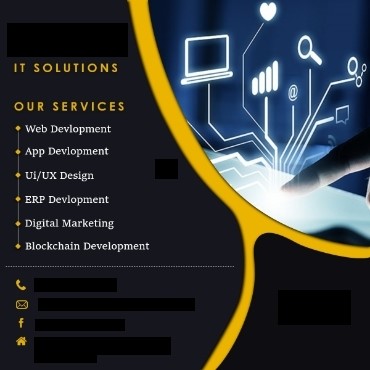 IT SOLUTIONS
OUR SERVICES
Web Devlopment
App Devlopment
Ui/UX Design
ERP Devlopment
Digital Marketing
Blockchain Development
@
f